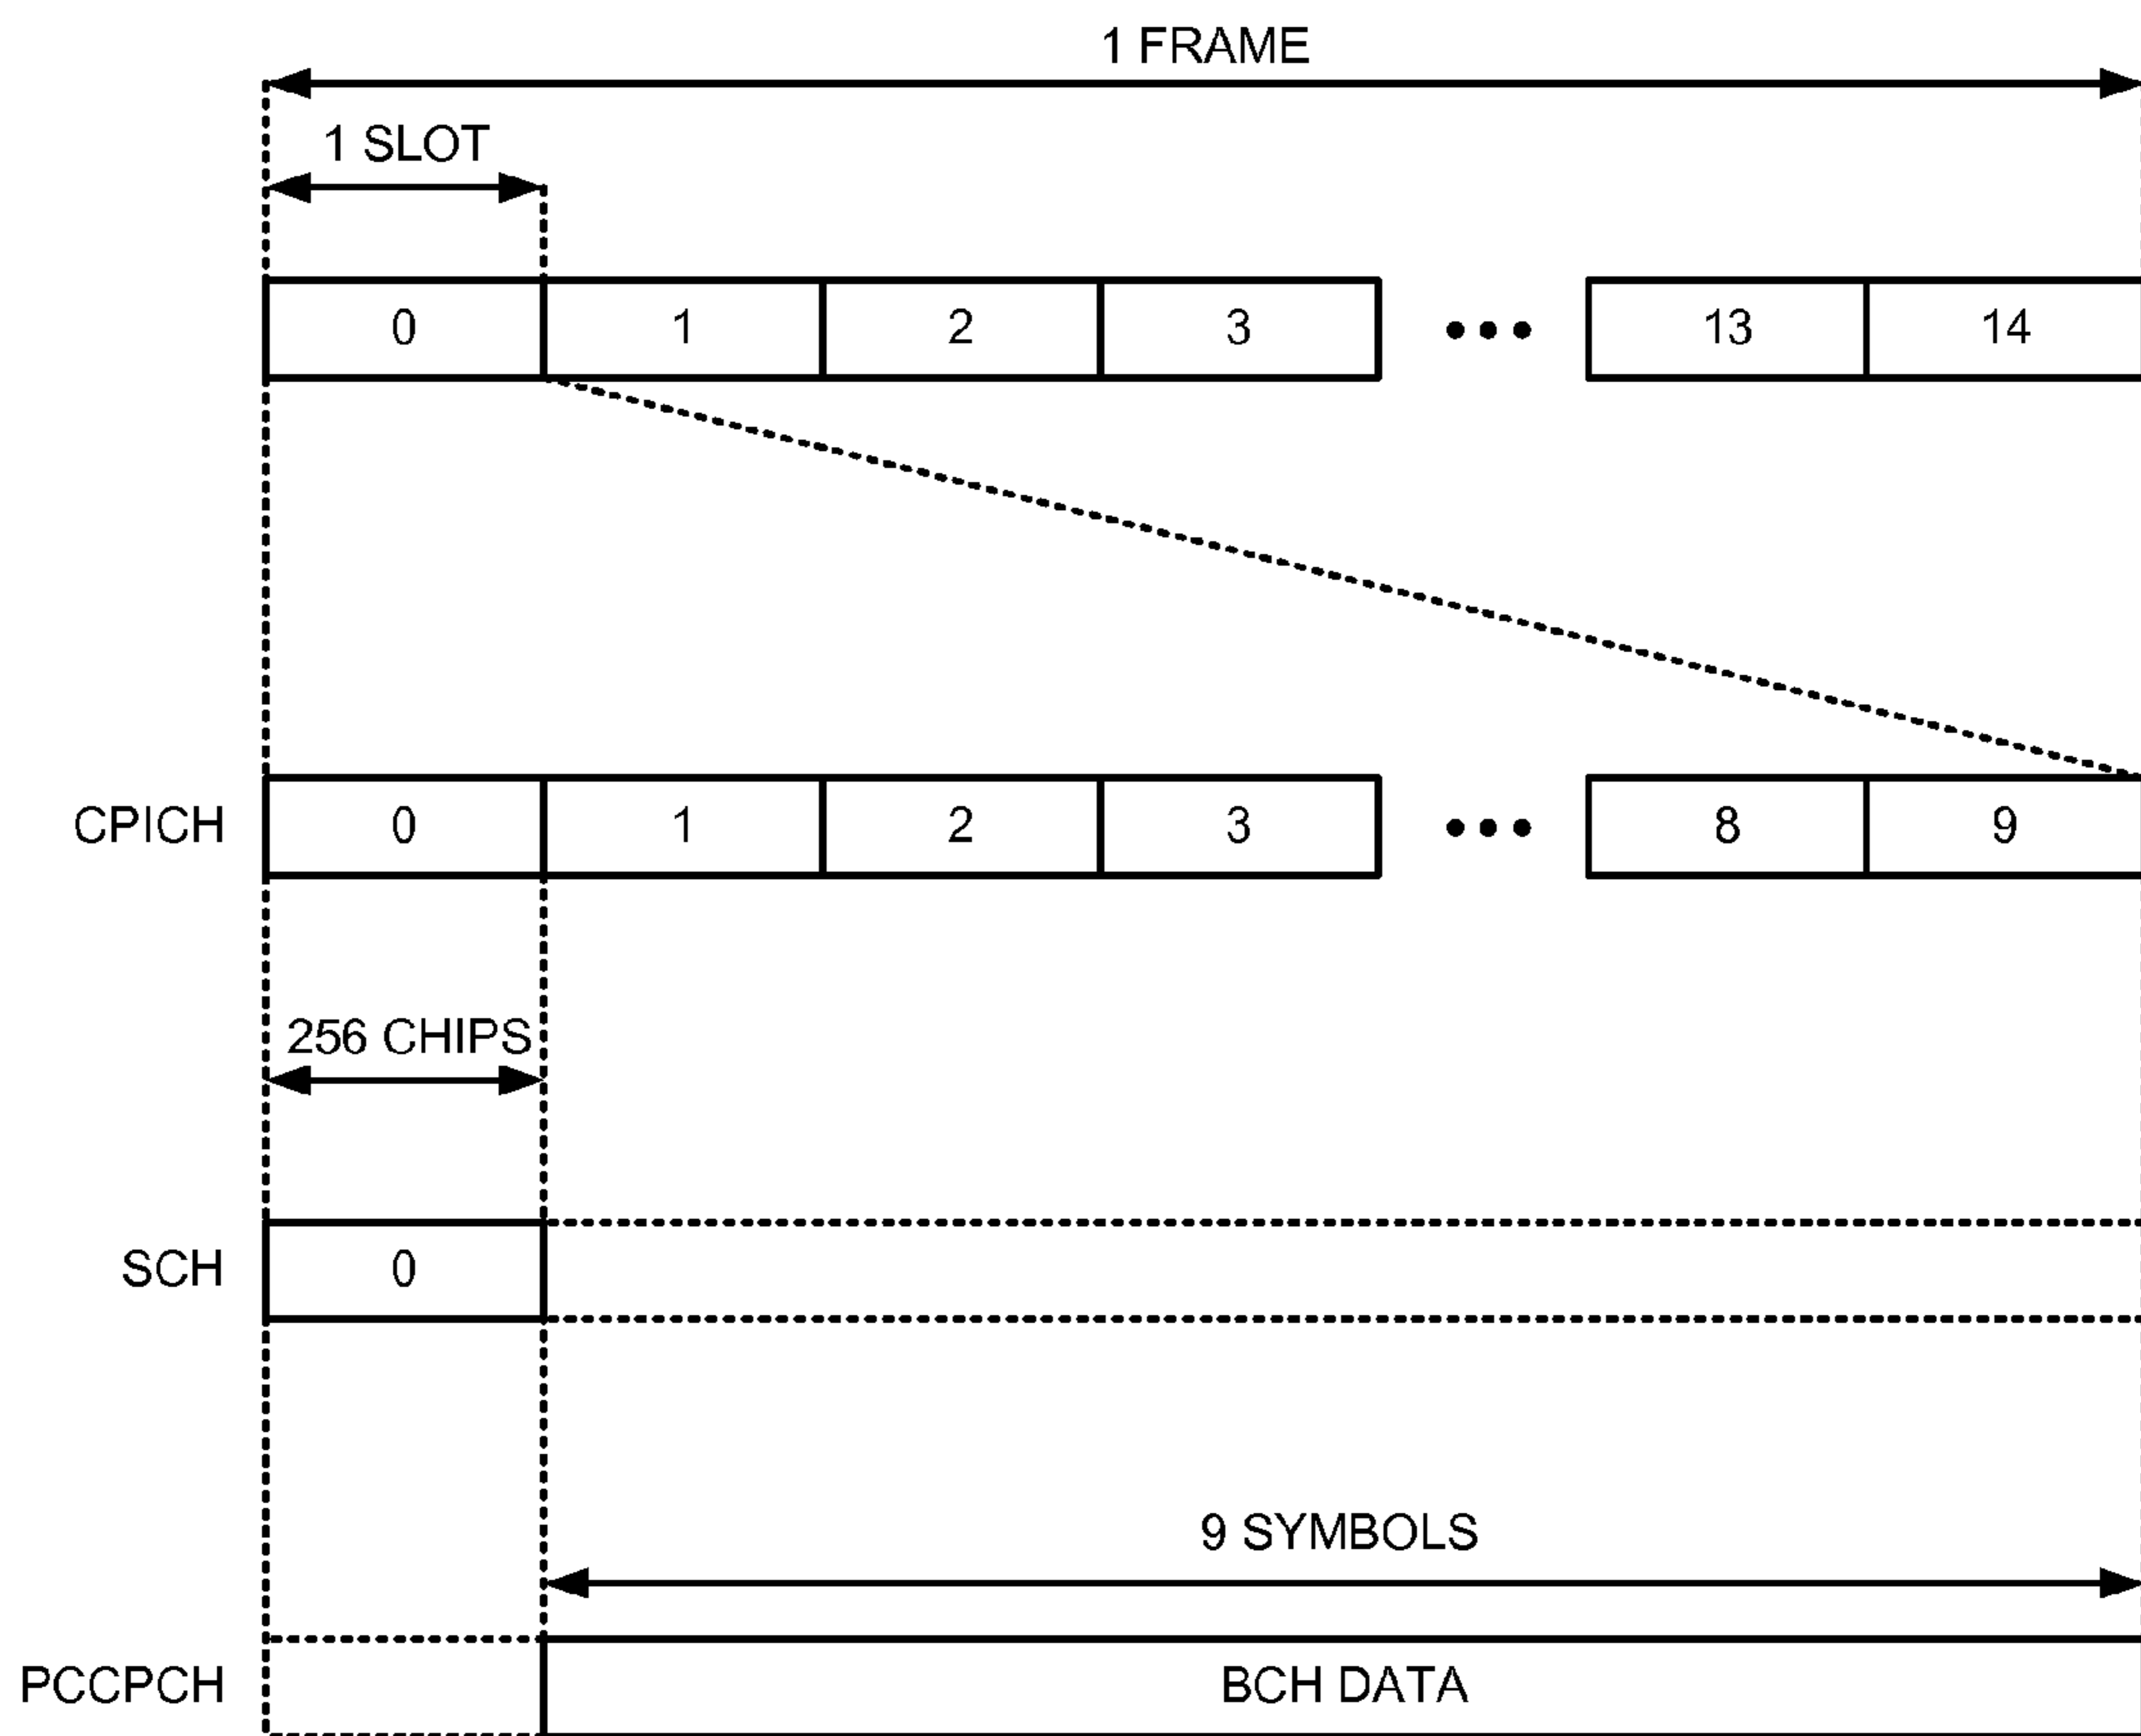 1 FRAME
1 SLOT
0 1 2 3 ••• 13 14
CPICH 0 1 2 3 ••• 8 9
256 CHIPS
SCH 0
9 SYMBOLS
PCCPCH BCH DATA